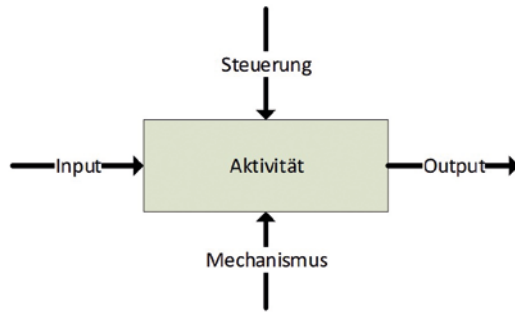 Steuerung
Input
Aktivität
Output
Mechanismus